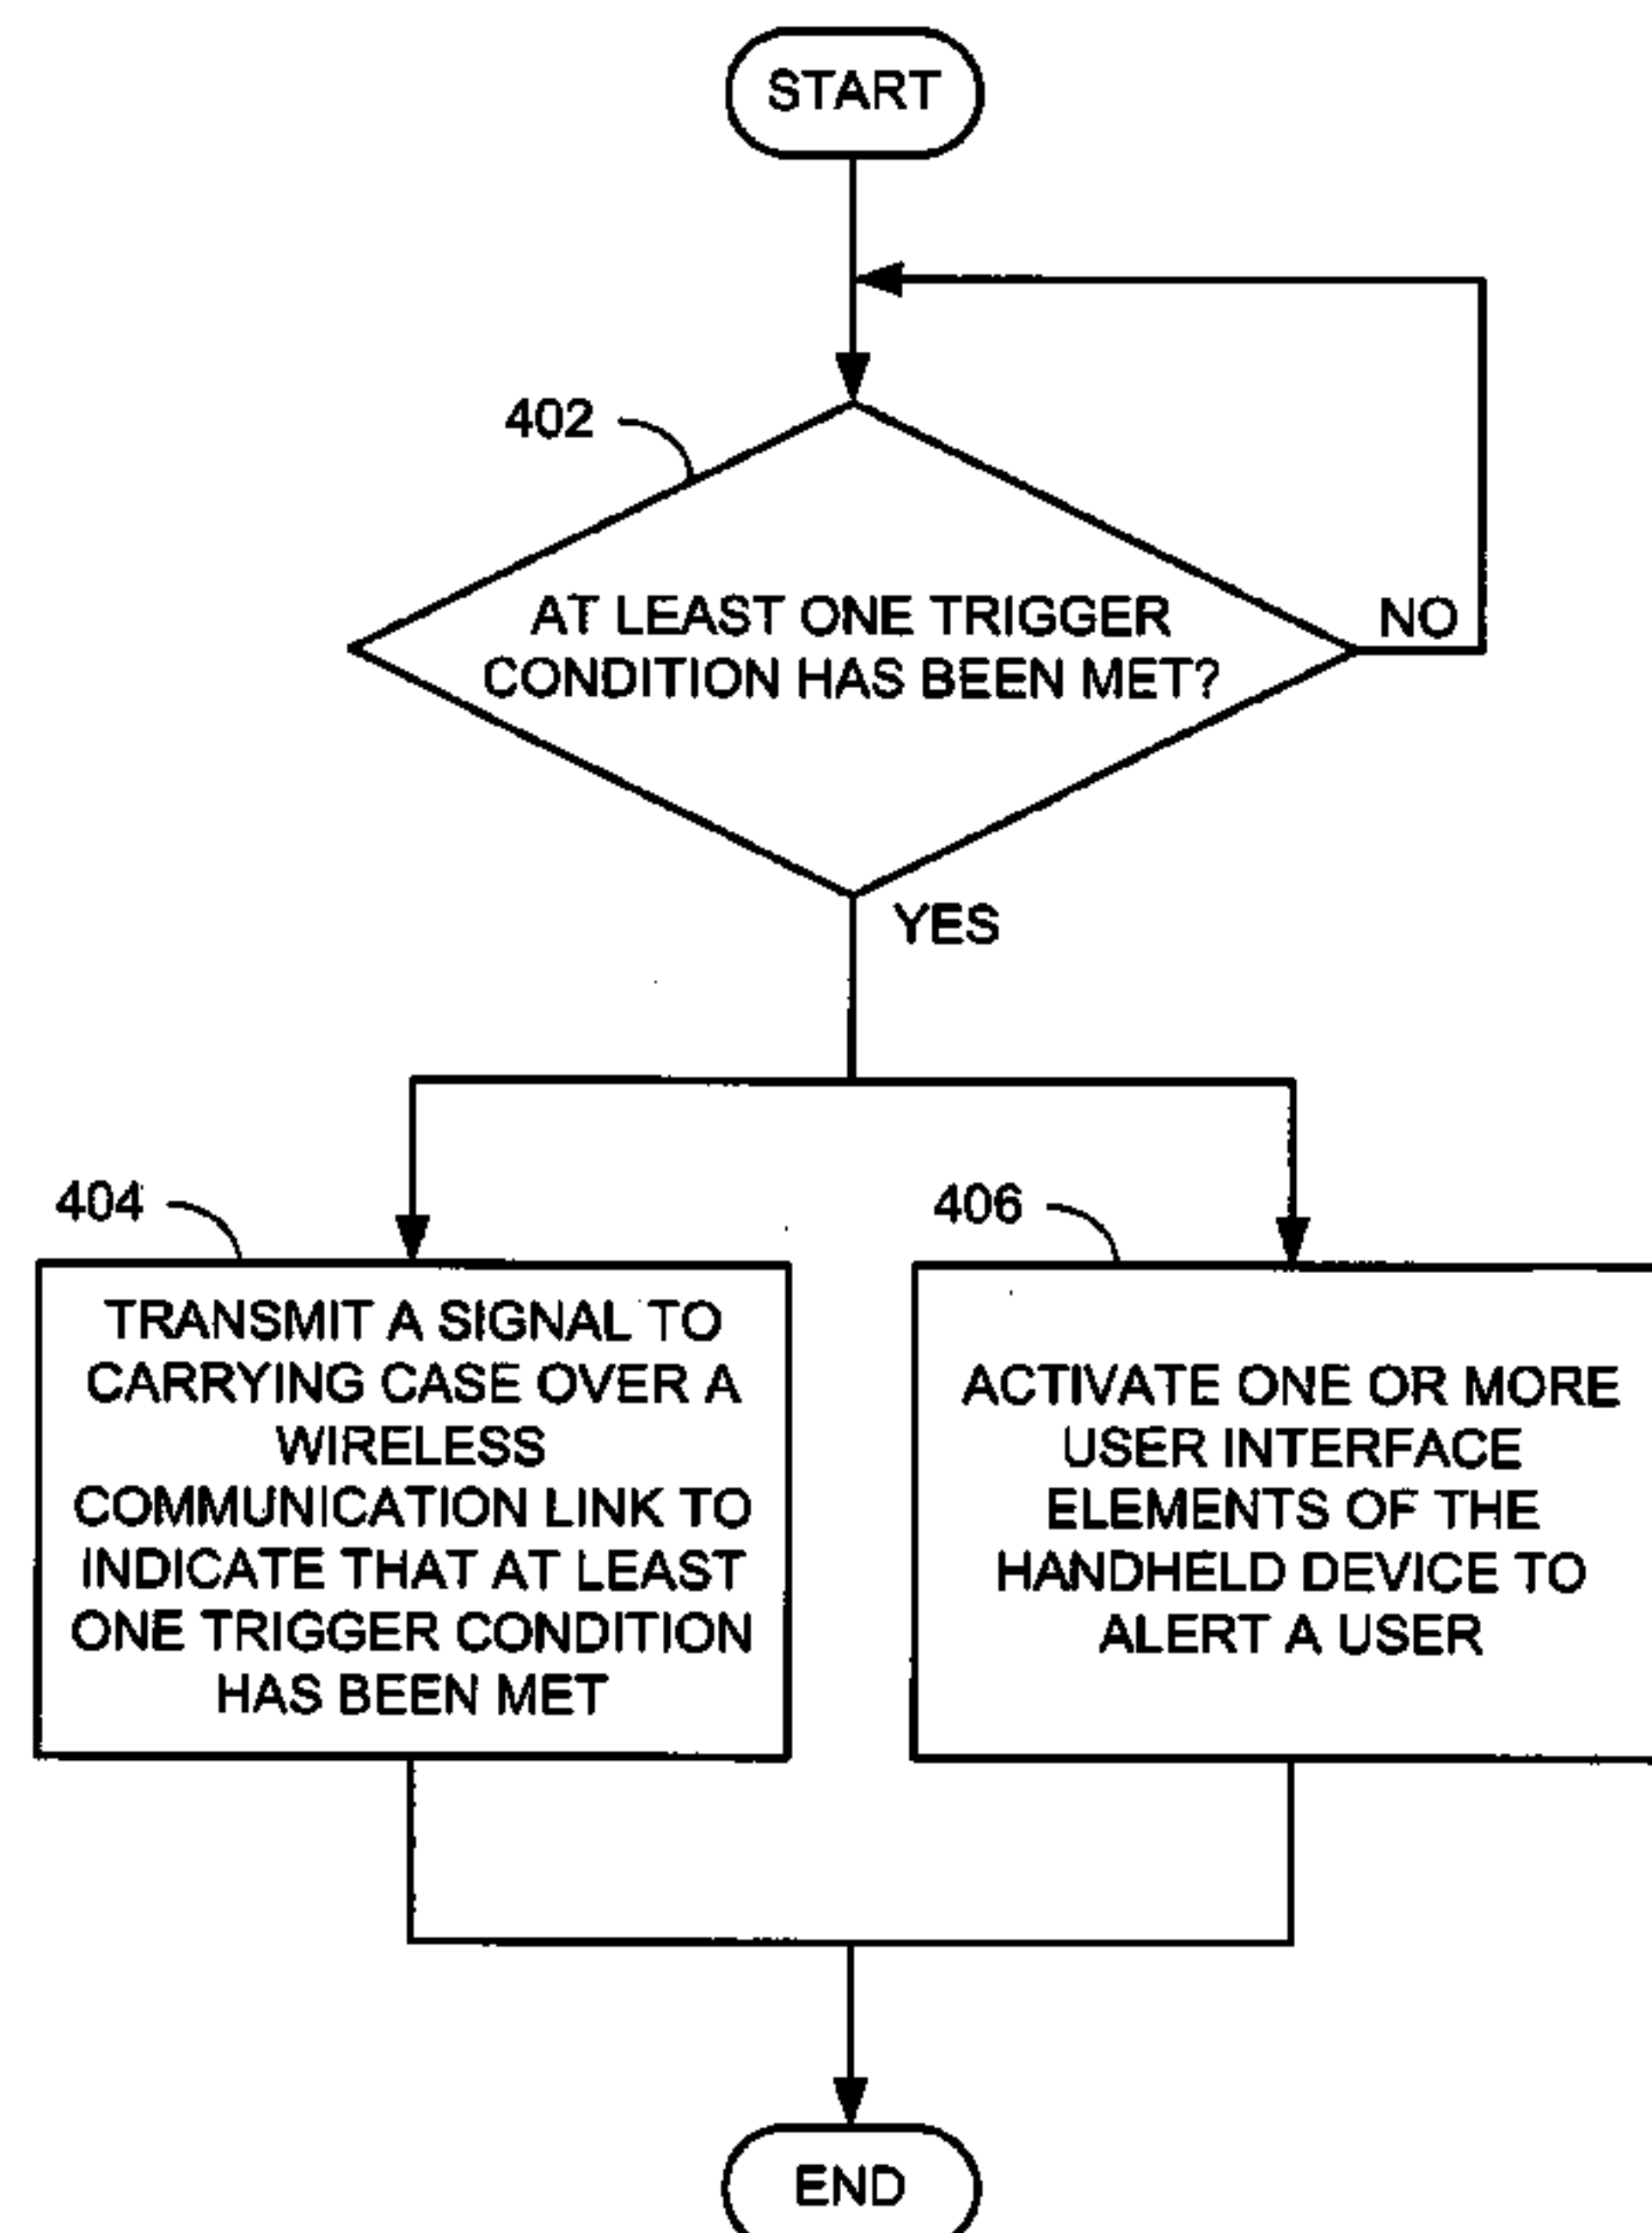 START
402
AT LEAST ONE TRIGGER
CONDITION HAS BEEN MET?
NO
YES
404
TRANSMIT A SIGNAL TO
CARRYING CASE OVER A
WIRELESS
COMMUNICATION LINK TO
INDICATE THAT AT LEAST
ONE TRIGGER CONDITION
HAS BEEN MET
406
ACTIVATE ONE OR MORE
USER INTERFACE
ELEMENTS OF THE
HANDHELD DEVICE TO
ALERT A USER
END